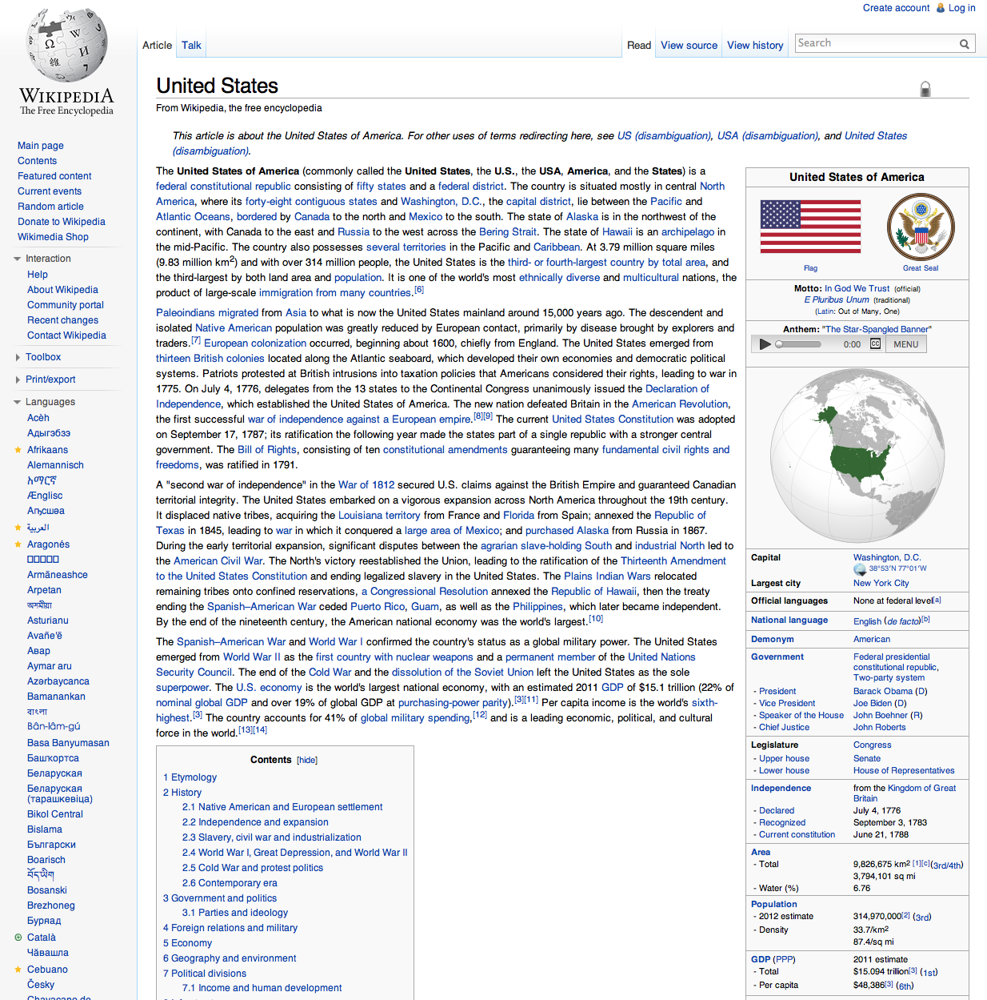 Create account Log in
WIKIPEDIA
The Free Encyclopedia
Article Talk
Read View source View history
Search
Main page
Contents
Featured content
Current events
Random article
Donate to Wikipedia
Wikimedia Shop
Interaction
Help
About Wikipedia
Community portal
Recent changes
Contact Wikipedia
Toolbox
Print/export
Languages
Acèh
Адыгэбзэ
Afrikaans
Alemannisch
አማርኛ
Ænglisc
Аҧсшәа
العربية
Aragonés
Armãneashce
Arpetan
অসমীয়া
Asturianu
Avañe'ẽ
Авар
Aymar aru
Azərbaycanca
Bamanankan
বাংলা
Bân-lâm-gú
Basa Banyumasan
Башҡортса
Беларуская
Беларуская
(тарашкевіца)
Bikol Central
Bislama
Български
Boarisch
བོད་ཡིག
Bosanski
Brezhoneg
Буряад
Català
Чӑвашла
Cebuano
Česky
Chavacano de
United States
From Wikipedia, the free encyclopedia
This article is about the United States of America. For other uses of terms redirecting here, see US (disambiguation), USA (disambiguation), and United States
(disambiguation).
The United States of America (commonly called the United States, the U.S., the USA, America, and the States) is a
federal constitutional republic consisting of fifty states and a federal district. The country is situated mostly in central North
America, where its forty-eight contiguous states and Washington, D.C., the capital district, lie between the Pacific and
Atlantic Oceans, bordered by Canada to the north and Mexico to the south. The state of Alaska is in the northwest of the
continent, with Canada to the east and Russia to the west across the Bering Strait. The state of Hawaii is an archipelago in
the mid-Pacific. The country also possesses several territories in the Pacific and Caribbean. At 3.79 million square miles
(9.83 million km2) and with over 314 million people, the United States is the third- or fourth-largest country by total area, and
the third-largest by both land area and population. It is one of the world's most ethnically diverse and multicultural nations, the
product of large-scale immigration from many countries.[6]
Paleoindians migrated from Asia to what is now the United States mainland around 15,000 years ago. The descendent and
isolated Native American population was greatly reduced by European contact, primarily by disease brought by explorers and
traders.[7] European colonization occurred, beginning about 1600, chiefly from England. The United States emerged from
thirteen British colonies located along the Atlantic seaboard, which developed their own economies and democratic political
systems. Patriots protested at British intrusions into taxation policies that Americans considered their rights, leading to war in
1775. On July 4, 1776, delegates from the 13 states to the Continental Congress unanimously issued the Declaration of
Independence, which established the United States of America. The new nation defeated Britain in the American Revolution,
the first successful war of independence against a European empire.[8][9] The current United States Constitution was adopted
on September 17, 1787; its ratification the following year made the states part of a single republic with a stronger central
government. The Bill of Rights, consisting of ten constitutional amendments guaranteeing many fundamental civil rights and
freedoms, was ratified in 1791.
A "second war of independence" in the War of 1812 secured U.S. claims against the British Empire and guaranteed Canadian
territorial integrity. The United States embarked on a vigorous expansion across North America throughout the 19th century.
It displaced native tribes, acquiring the Louisiana territory from France and Florida from Spain; annexed the Republic of
Texas in 1845, leading to war in which it conquered a large area of Mexico; and purchased Alaska from Russia in 1867.
During the early territorial expansion, significant disputes between the agrarian slave-holding South and industrial North led to
the American Civil War. The North's victory reestablished the Union, leading to the ratification of the Thirteenth Amendment
to the United States Constitution and ending legalized slavery in the United States. The Plains Indian Wars relocated
remaining tribes onto confined reservations, a Congressional Resolution annexed the Republic of Hawaii, then the treaty
ending the Spanish–American War ceded Puerto Rico, Guam, as well as the Philippines, which later became independent.
By the end of the nineteenth century, the American national economy was the world's largest.[10]
The Spanish–American War and World War I confirmed the country's status as a global military power. The United States
emerged from World War II as the first country with nuclear weapons and a permanent member of the United Nations
Security Council. The end of the Cold War and the dissolution of the Soviet Union left the United States as the sole
superpower. The U.S. economy is the world's largest national economy, with an estimated 2011 GDP of $15.1 trillion (22% of
nominal global GDP and over 19% of global GDP at purchasing-power parity).[3][11] Per capita income is the world's sixth-
highest.[3] The country accounts for 41% of global military spending,[12] and is a leading economic, political, and cultural
force in the world.[13][14]
Contents [hide]
1 Etymology
2 History
2.1 Native American and European settlement
2.2 Independence and expansion
2.3 Slavery, civil war and industrialization
2.4 World War I, Great Depression, and World War II
2.5 Cold War and protest politics
2.6 Contemporary era
3 Government and politics
3.1 Parties and ideology
4 Foreign relations and military
5 Economy
6 Geography and environment
7 Political divisions
7.1 Income and human development
United States of America
Flag Great Seal
Motto: In God We Trust (official)
E Pluribus Unum (traditional)
(Latin: Out of Many, One)
Anthem: "The Star-Spangled Banner"
0:00 CC MENU
Capital Washington, D.C.
38°53′N 77°01′W
Largest city New York City
Official languages None at federal level[a]
National language English (de facto)[b]
Demonym American
Government Federal presidential
constitutional republic,
Two-party system
- President Barack Obama (D)
- Vice President Joe Biden (D)
- Speaker of the House John Boehner (R)
- Chief Justice John Roberts
Legislature Congress
- Upper house Senate
- Lower house House of Representatives
Independence from the Kingdom of Great
Britain
- Declared July 4, 1776
- Recognized September 3, 1783
- Current constitution June 21, 1788
Area
- Total 9,826,675 km2 [1][c](3rd/4th)
3,794,101 sq mi
- Water (%) 6.76
Population
- 2012 estimate 314,970,000[2] (3rd)
- Density 33.7/km2
87.4/sq mi
GDP (PPP) 2011 estimate
- Total $15.094 trillion[3] (1st)
- Per capita $48,386[3] (6th)